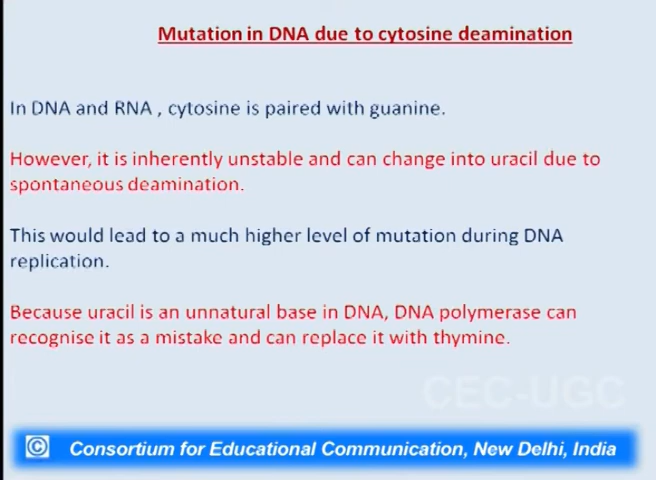 Mutation in DNA due to cytosine deamination
In DNA and RNA , cytosine is paired with guanine.
However, it is inherently unstable and can change into uracil due to
spontaneous deamination.
This would lead to a much higher level of mutation during DNA
replication.
Because uracil is an unnatural base in DNA, DNA polymerase can
recognise it as a mistake and can replace it with thymine.
CEC-UGC
© Consortium for Educational Communication, New Delhi, India